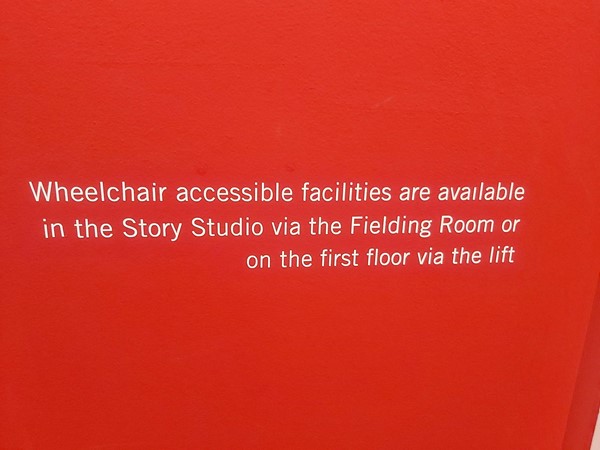 Wheelchair accessible facilities are available
in the Story Studio via the Fielding Room or
on the first floor via the lift